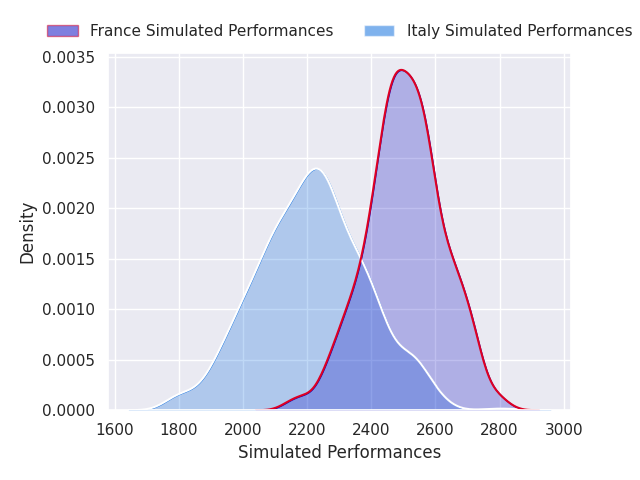 France Simulated Performances Italy Simulated Performances
0.0035
0.0030
0.0025
0.0020
0.0015
0.0010
0.0005
0.0000
Density
1600 1800 2000 2200 2400 2600 2800 3000
Simulated Performances